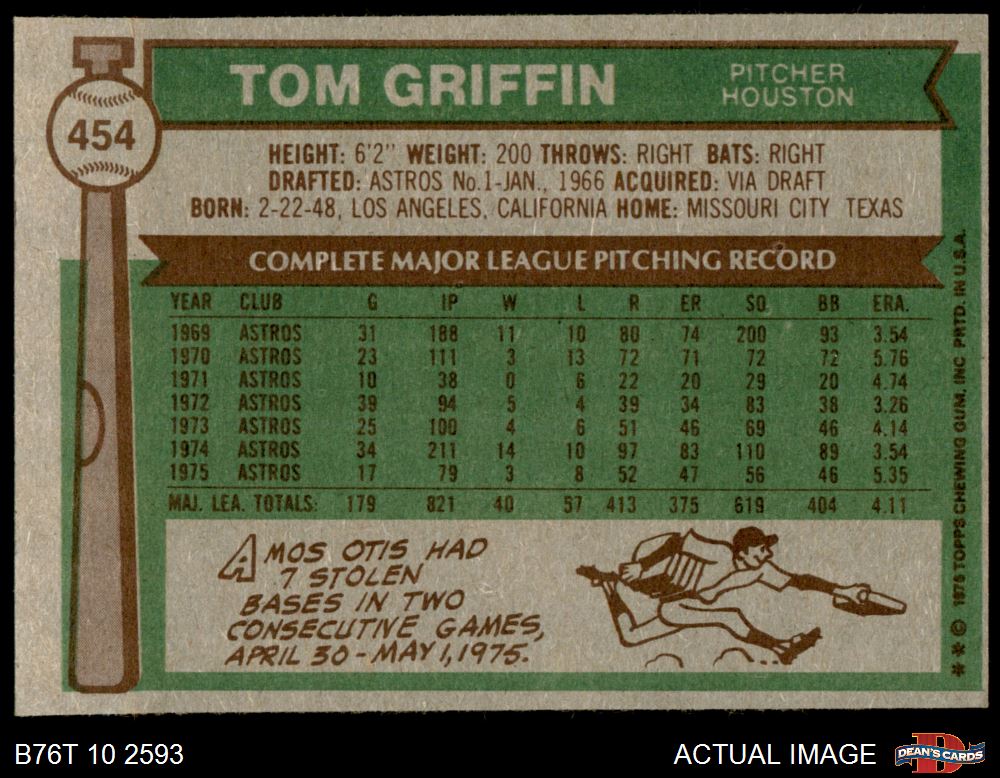 454
TOM GRIFFIN
PITCHER
HOUSTON
HEIGHT: 6'2" WEIGHT: 200 THROWS: RIGHT BATS: RIGHT
DRAFTED: ASTROS No.1-JAN., 1966 ACQUIRED: VIA DRAFT
BORN: 2-22-48, LOS ANGELES, CALIFORNIA HOME: MISSOURI CITY TEXAS
COMPLETE MAJOR LEAGUE PITCHING RECORD
YEAR CLUB G IP W L R ER SO BB ERA.
1969 ASTROS 31 188 11 10 80 74 200 93 3.54
1970 ASTROS 23 111 3 13 72 71 72 72 5.76
1971 ASTROS 10 38 0 6 22 20 29 20 4.74
1972 ASTROS 39 94 5 4 39 34 83 38 3.26
1973 ASTROS 25 100 4 6 51 46 69 46 4.14
1974 ASTROS 34 211 14 10 97 83 110 89 3.54
1975 ASTROS 17 79 3 8 52 47 56 46 5.35
MAJ. LEA. TOTALS: 179 821 40 57 413 375 619 404 4.11
AMOS OTIS HAD
7 STOLEN
BASES IN TWO
CONSECUTIVE GAMES,
APRIL 30-MAY 1, 1975.
** © 1976 TOPPS CHEWING GUM, INC PRTD. IN U.S.A.
B76T 10 2593
ACTUAL IMAGE
DEAN'S CARDS